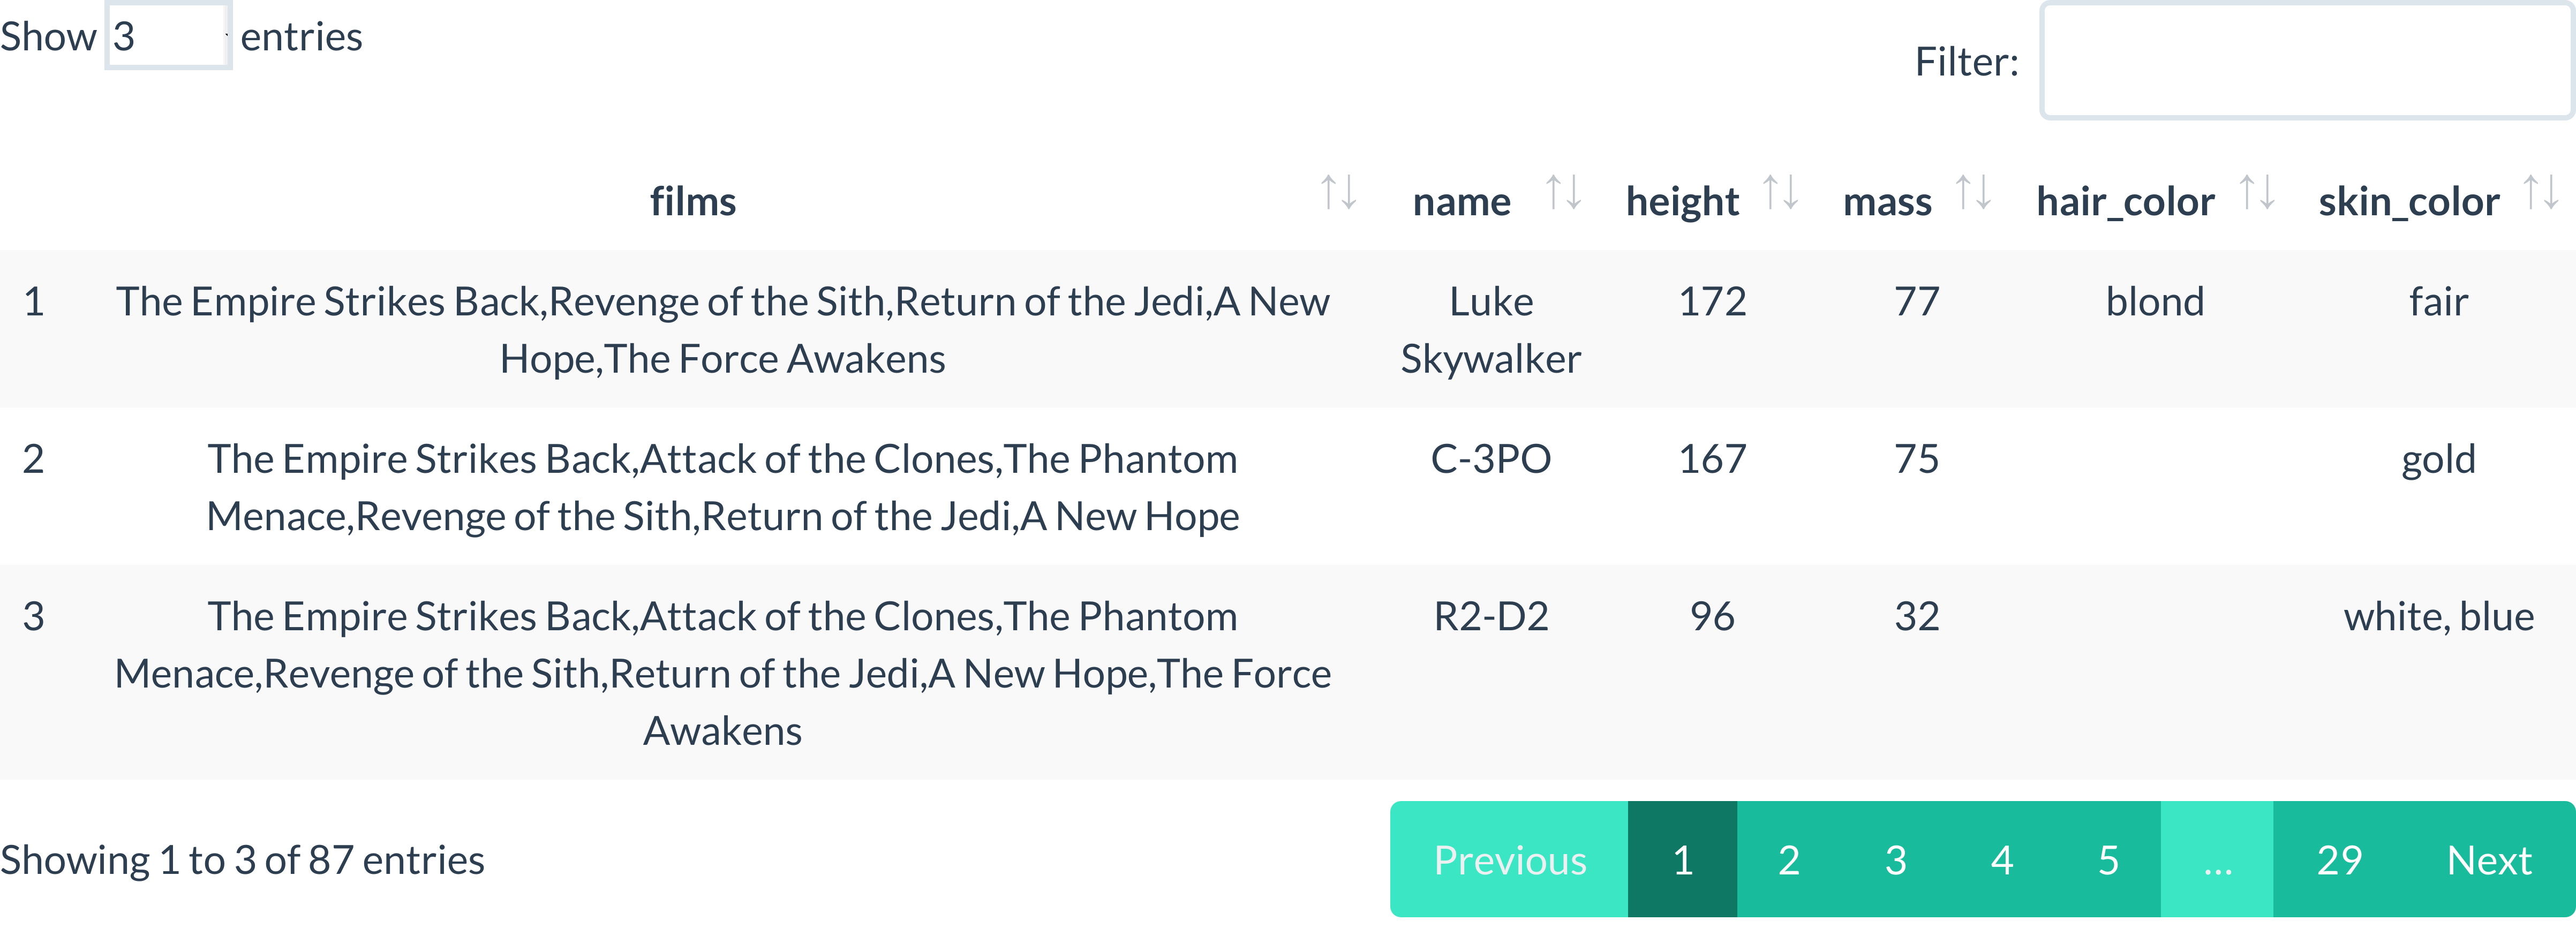 Show 3 entries
Filter:
films name height mass hair_color skin_color
1 The Empire Strikes Back,Revenge of the Sith,Return of the Jedi,A New Luke 172 77 blond fair
Hope,The Force Awakens Skywalker
2 The Empire Strikes Back,Attack of the Clones,The Phantom C-3PO 167 75 gold
Menace,Revenge of the Sith,Return of the Jedi,A New Hope
3 The Empire Strikes Back,Attack of the Clones,The Phantom R2-D2 96 32 white, blue
Menace,Revenge of the Sith,Return of the Jedi,A New Hope,The Force
Awakens
Showing 1 to 3 of 87 entries Previous 1 2 3 4 5 … 29 Next